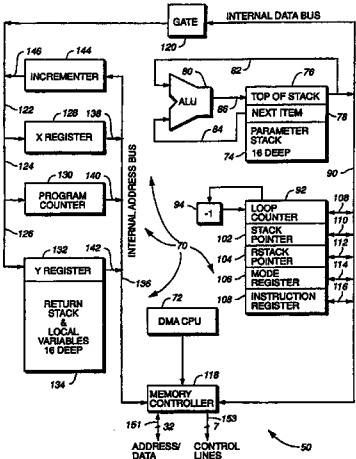 INTERNAL DATA BUS
GATE
120
146
144
INCREMENTER
122
128
138
X REGISTER
124
130
140
PROGRAM
COUNTER
126
132
142
Y REGISTER
136
RETURN
STACK
&
LOCAL
VARIABLES
16 DEEP
134
INTERNAL ADDRESS BUS
80
82
76
ALU
86
TOP OF STACK
NEXT ITEM
78
84
PARAMETER
STACK
74
16 DEEP
90
92
94
-1
LOOP
COUNTER
108
110
102
STACK
POINTER
112
104
RSTACK
POINTER
114
106
MODE
REGISTER
116
108
INSTRUCTION
REGISTER
70
72
DMA CPU
118
MEMORY
CONTROLLER
151
32
153
7
ADDRESS/
DATA
CONTROL
LINES
50